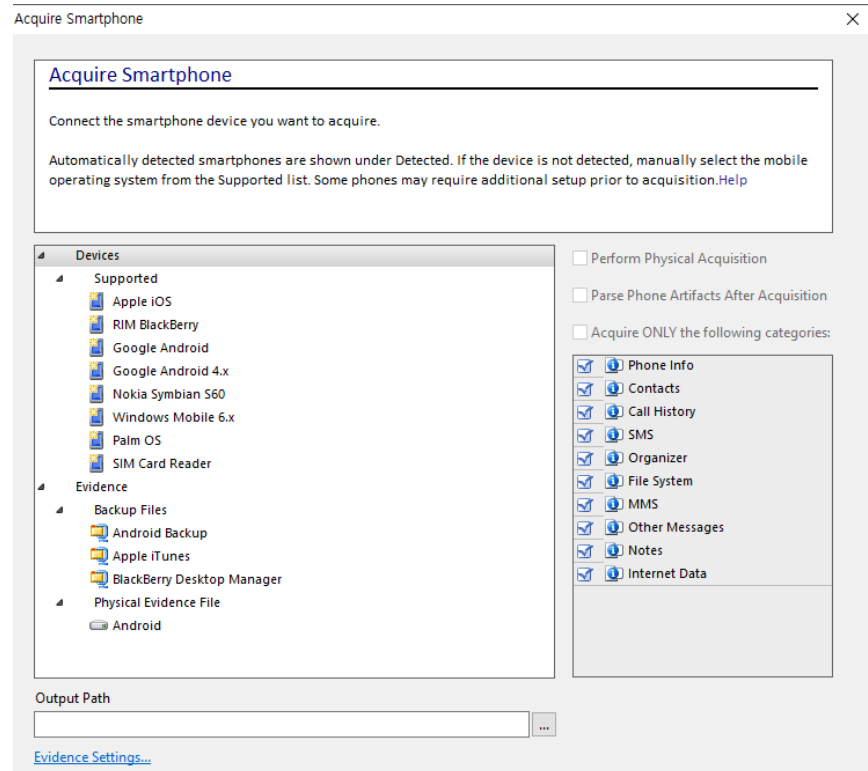 Acquire Smartphone
Acquire Smartphone
Connect the smartphone device you want to acquire.
Automatically detected smartphones are shown under Detected. If the device is not detected, manually select the mobile
operating system from the Supported list. Some phones may require additional setup prior to acquisition.Help
Devices
Supported
Apple iOS
RIM BlackBerry
Google Android
Google Android 4.x
Nokia Symbian S60
Windows Mobile 6.x
Palm OS
SIM Card Reader
Evidence
Backup Files
Android Backup
Apple iTunes
BlackBerry Desktop Manager
Physical Evidence File
Android
Perform Physical Acquisition
Parse Phone Artifacts After Acquisition
Acquire ONLY the following categories:
Phone Info
Contacts
Call History
SMS
Organizer
File System
MMS
Other Messages
Notes
Internet Data
Output Path
...
Evidence Settings...